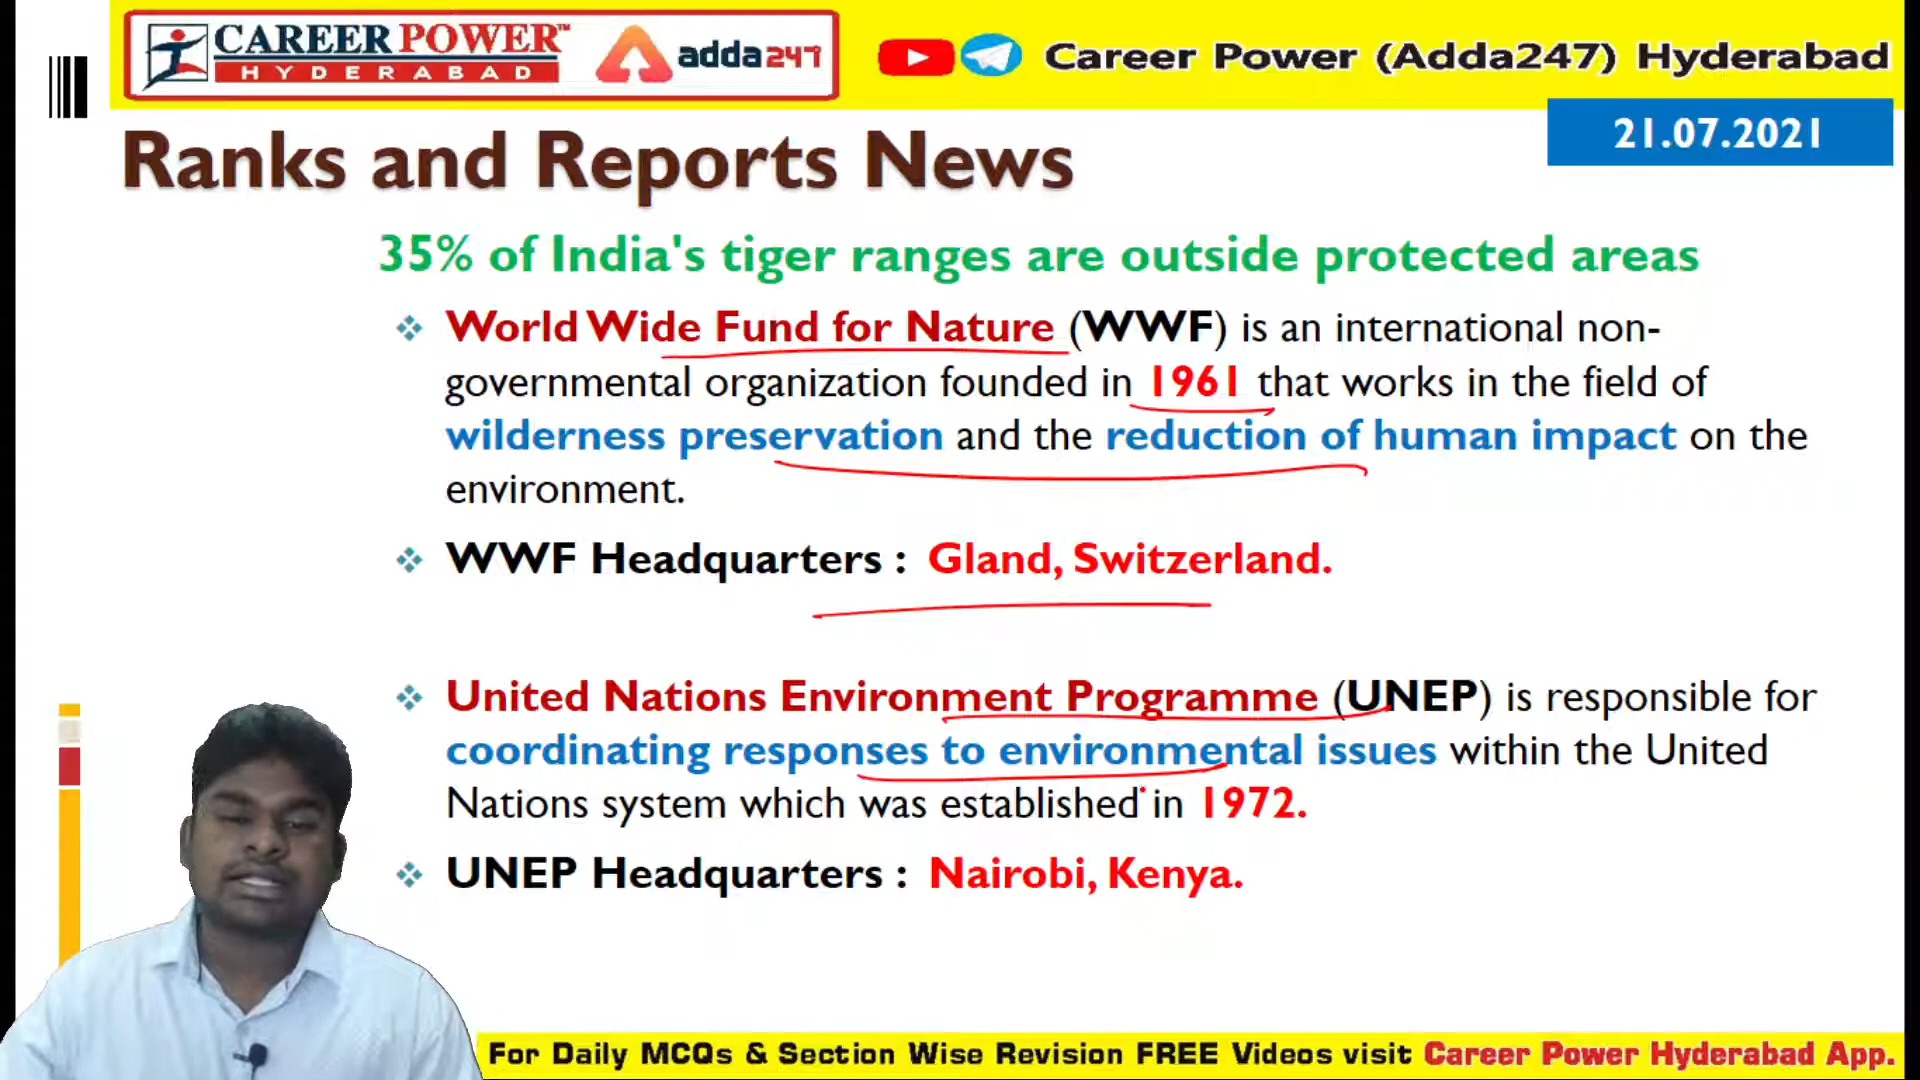 CAREER POWER™
HYDERABAD
adda247
Career Power (Adda247) Hyderabad
21.07.2021
Ranks and Reports News
35% of India's tiger ranges are outside protected areas
World Wide Fund for Nature (WWF) is an international non-
governmental organization founded in 1961 that works in the field of
wilderness preservation and the reduction of human impact on the
environment.
WWF Headquarters : Gland, Switzerland.
United Nations Environment Programme (UNEP) is responsible for
coordinating responses to environmental issues within the United
Nations system which was established in 1972.
UNEP Headquarters : Nairobi, Kenya.
For Daily MCQs & Section Wise Revision FREE Videos visit Career Power Hyderabad App.